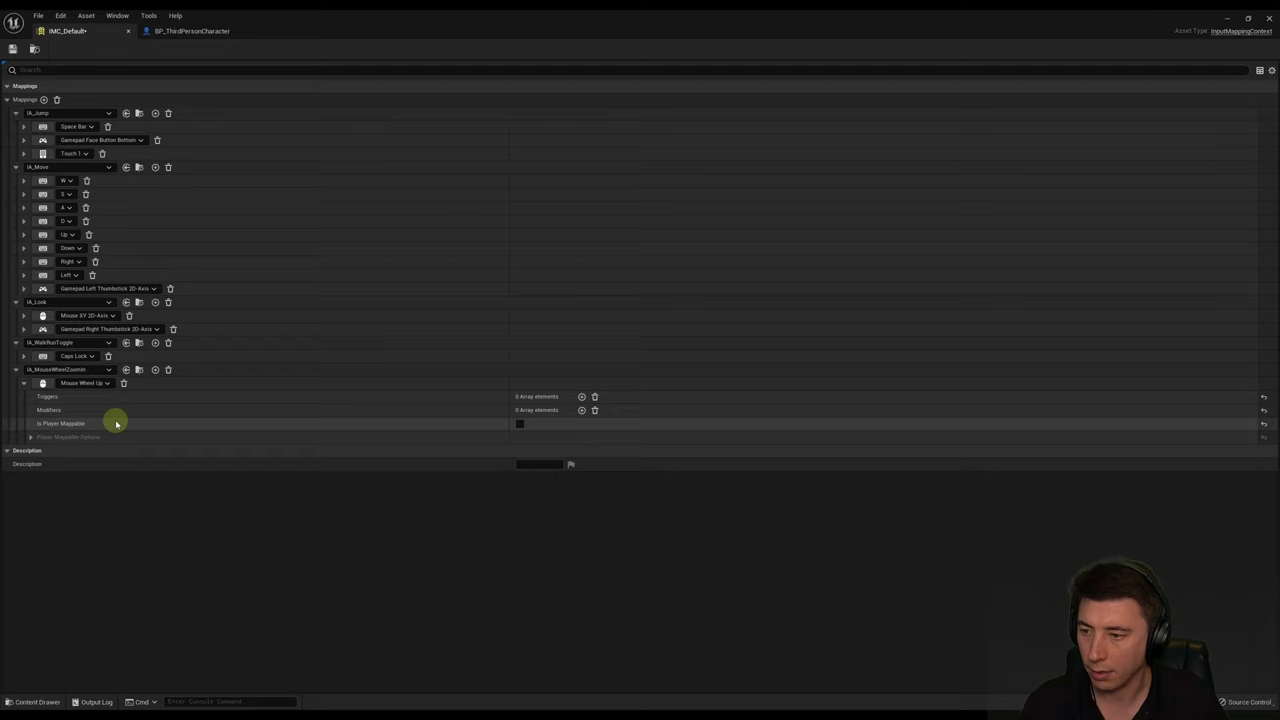 File Edit Asset Window Tools Help
IMC_Default* BP_ThirdPersonCharacter
Asset Type: InputMappingContext
Search
Mappings
Mappings
IA_Jump
Space Bar
Gamepad Face Button Bottom
Touch 1
IA_Move
W
S
A
D
Up
Down
Right
Left
Gamepad Left Thumbstick 2D-Axis
IA_Look
Mouse XY 2D-Axis
Gamepad Right Thumbstick 2D-Axis
IA_WalkRunToggle
Caps Lock
IA_MouseWheelZoomIn
Mouse Wheel Up
Triggers 0 Array elements
Modifiers 0 Array elements
Is Player Mappable
Player Mappable Options
Description
Description
Content Drawer Output Log Cmd Enter Console Command Source Control